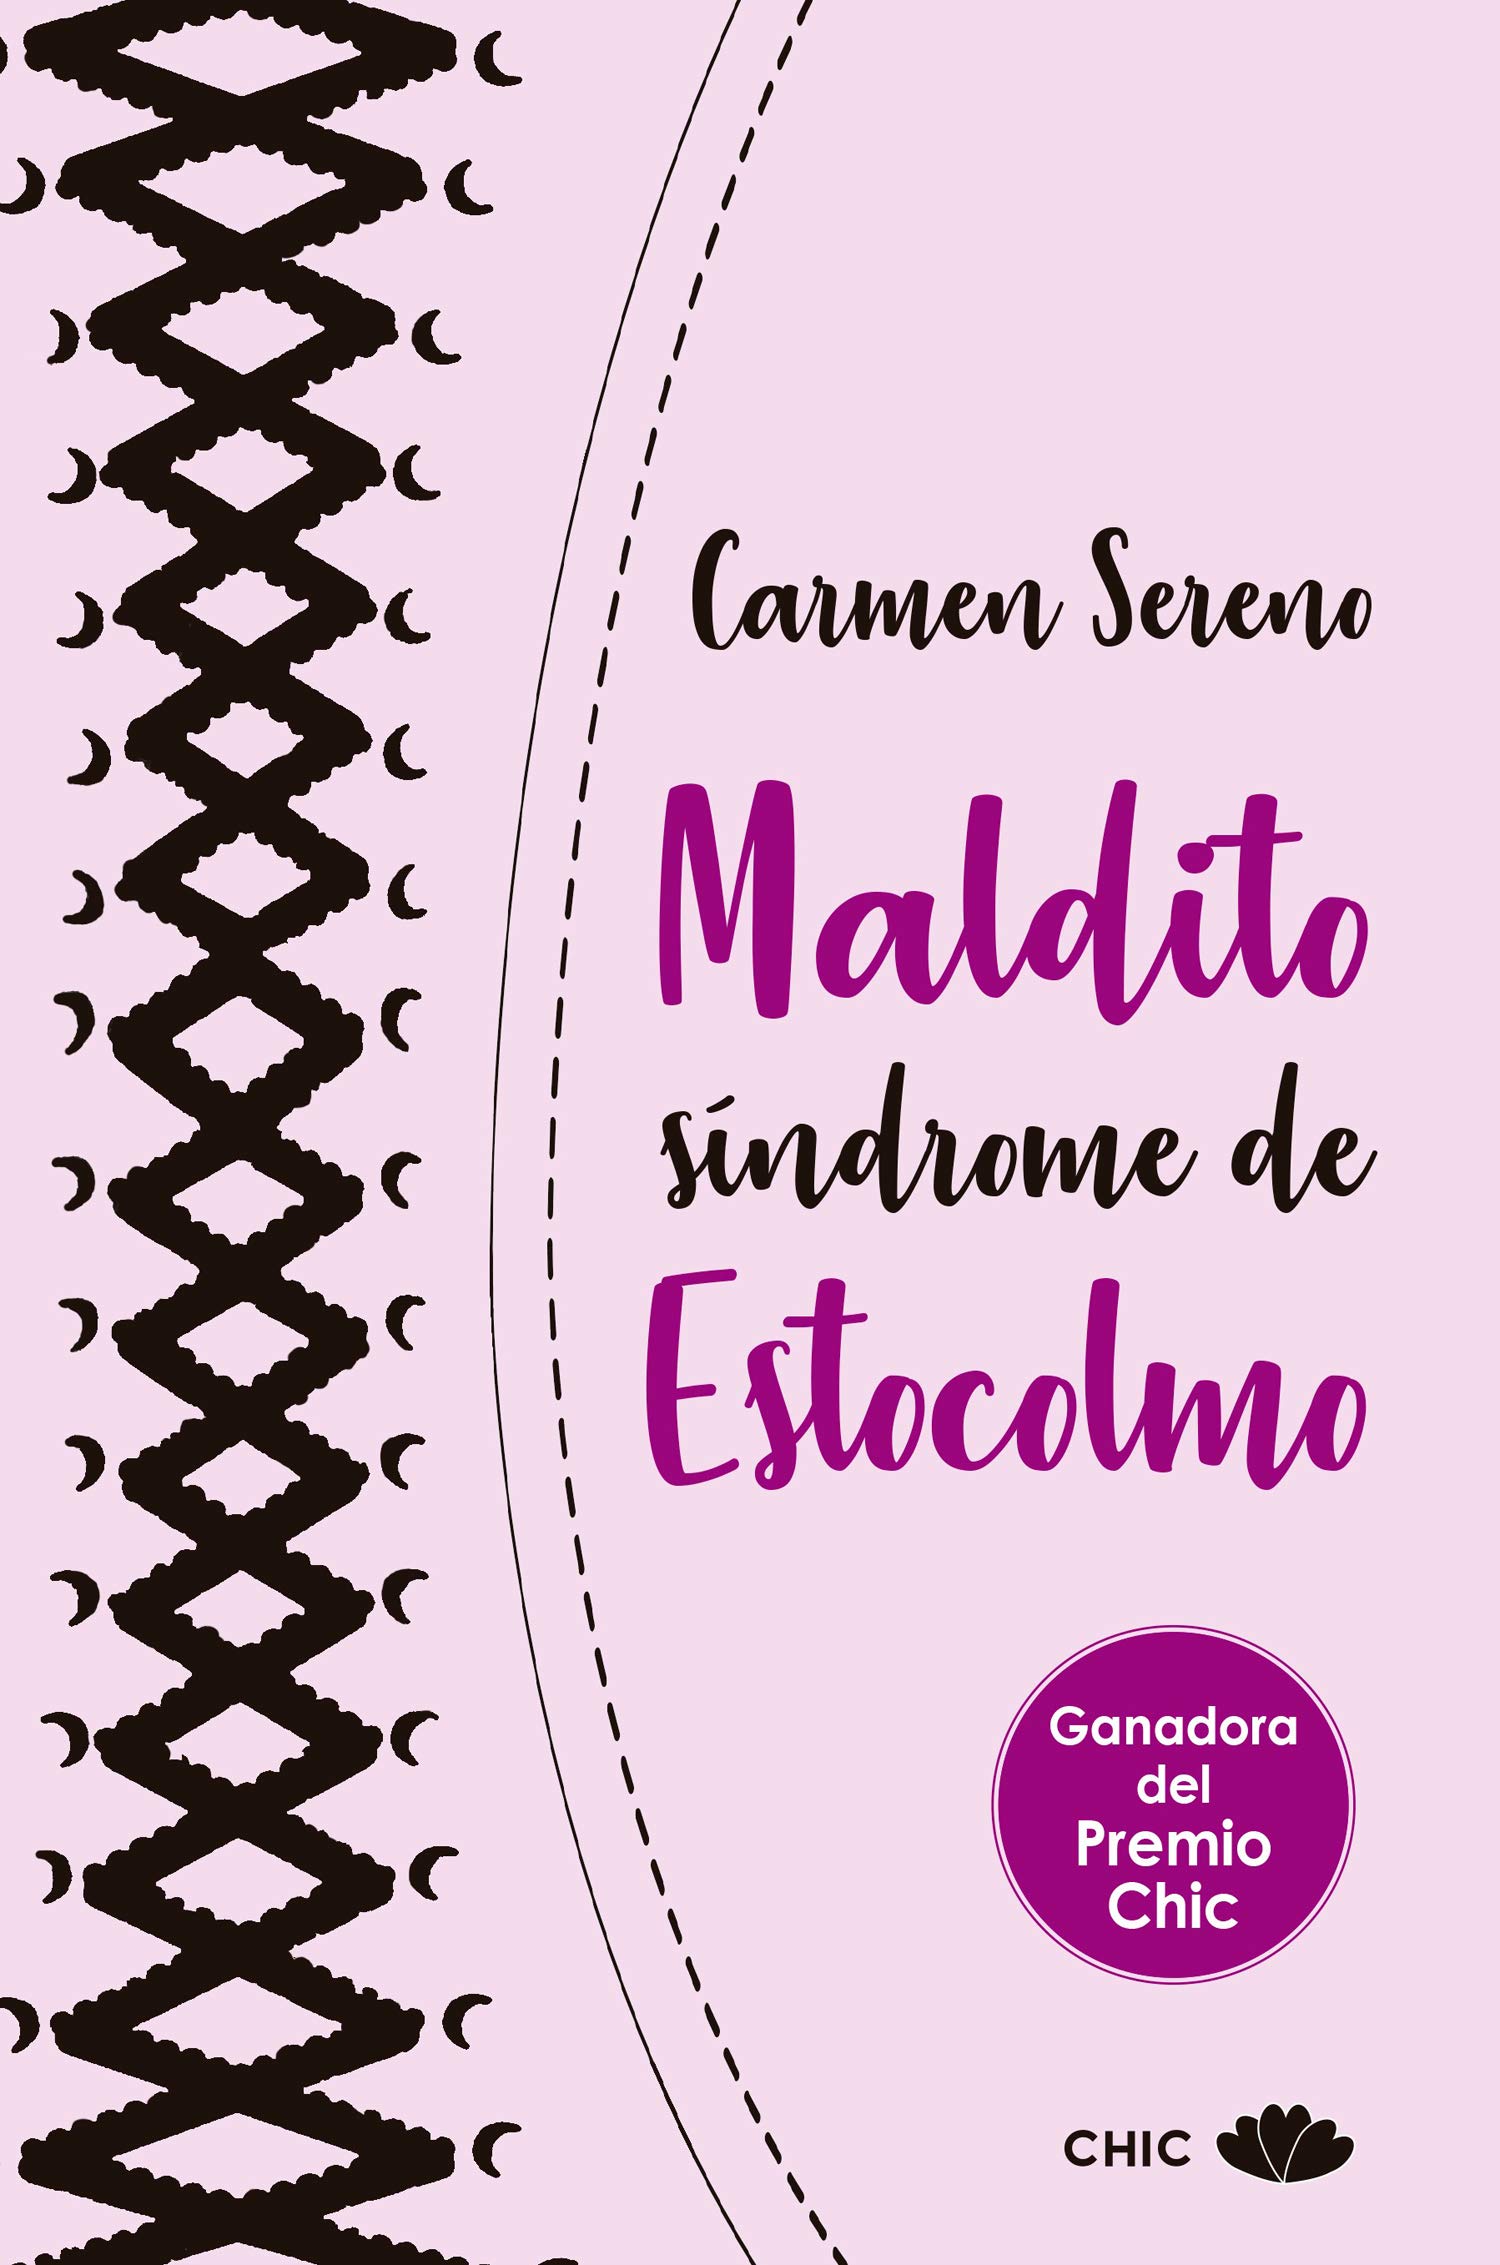 Carmen Sereno
Maldito
síndrome de
Estocolmo
Ganadora
del
Premio
Chic
CHIC